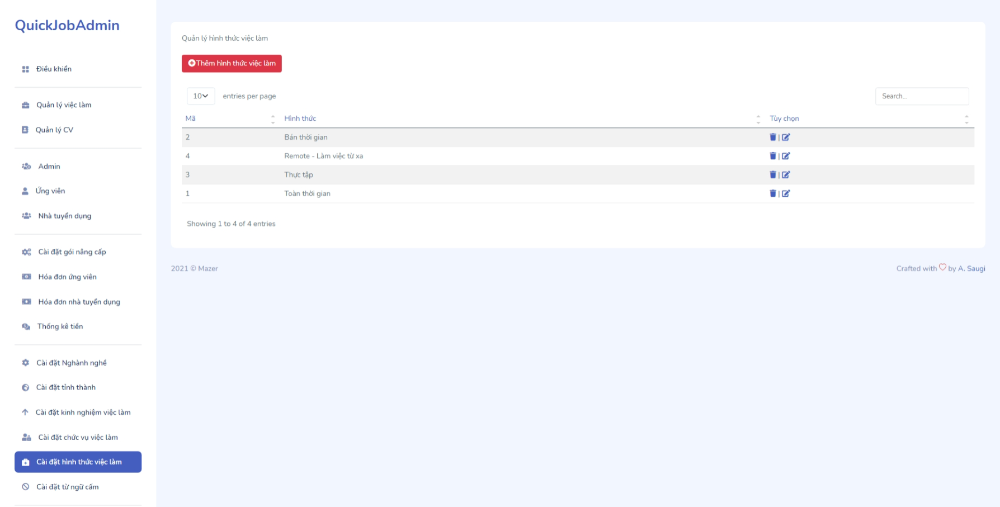 QuickJobAdmin
Điều khiển
Quản lý việc làm
Quản lý CV
Admin
Ứng viên
Nhà tuyển dụng
Cài đặt gói nâng cấp
Hóa đơn ứng viên
Hóa đơn nhà tuyển dụng
Thống kê tiền
Cài đặt Nghành nghề
Cài đặt tỉnh thành
Cài đặt kinh nghiệm việc làm
Cài đặt chức vụ việc làm
Cài đặt hình thức việc làm
Cài đặt từ ngữ cấm
Quản lý hình thức việc làm
Thêm hình thức việc làm
10 entries per page Search...
Mã Hình thức Tùy chọn
2 Bán thời gian |
4 Remote - Làm việc từ xa |
3 Thực tập |
1 Toàn thời gian |
Showing 1 to 4 of 4 entries
2021 © Mazer Crafted with ♡ by A. Saugi